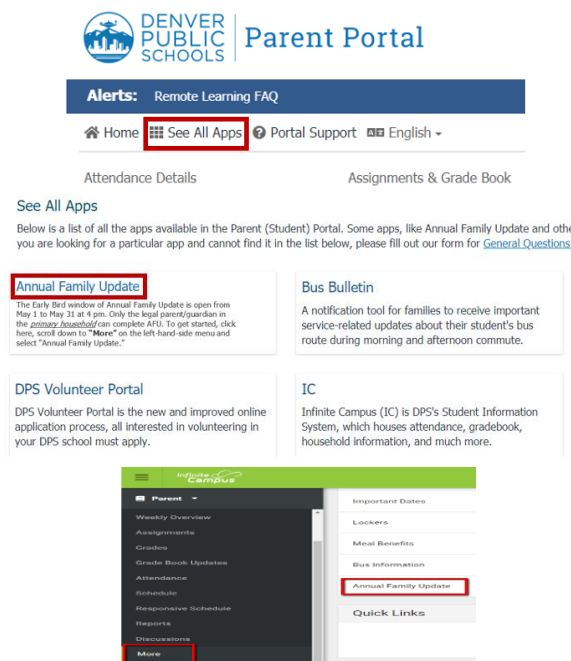 DENVER
PUBLIC
SCHOOLS
Parent Portal
Alerts: Remote Learning FAQ
Home See All Apps Portal Support English
Attendance Details Assignments & Grade Book
See All Apps
Below is a list of all the apps available in the Parent (Student) Portal. Some apps, like Annual Family Update and othe
you are looking for a particular app and cannot find it in the list below, please fill out our form for General Questions
Annual Family Update
The Early Bird window of Annual Family Update is open from
May 1 to May 31 at 4 pm. Only the legal parent/guardian in
the primary household can complete AFU. To get started, click
here, scroll down to "More" on the left-hand-side menu and
select "Annual Family Update."
Bus Bulletin
A notification tool for families to receive important
service-related updates about their student's bus
route during morning and afternoon commute.
DPS Volunteer Portal
DPS Volunteer Portal is the new and improved online
application process, all interested in volunteering in
your DPS school must apply.
IC
Infinite Campus (IC) is DPS's Student Information
System, which houses attendance, gradebook,
household information, and much more.
Infinite
Campus
Parent
Weekly Overview
Assignments
Grades
Grade Book Updates
Attendance
Schedule
Responsive Schedule
Reports
Discussions
More
Important Dates
Lockers
Meal Benefits
Bus Information
Annual Family Update
Quick Links